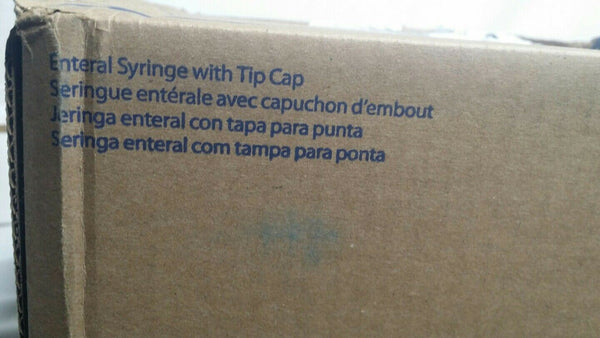 Enteral Syringe with Tip Cap
Seringue entérale avec capuchon d'embout
Jeringa enteral con tapa para punta
Seringa enteral com tampa para ponta